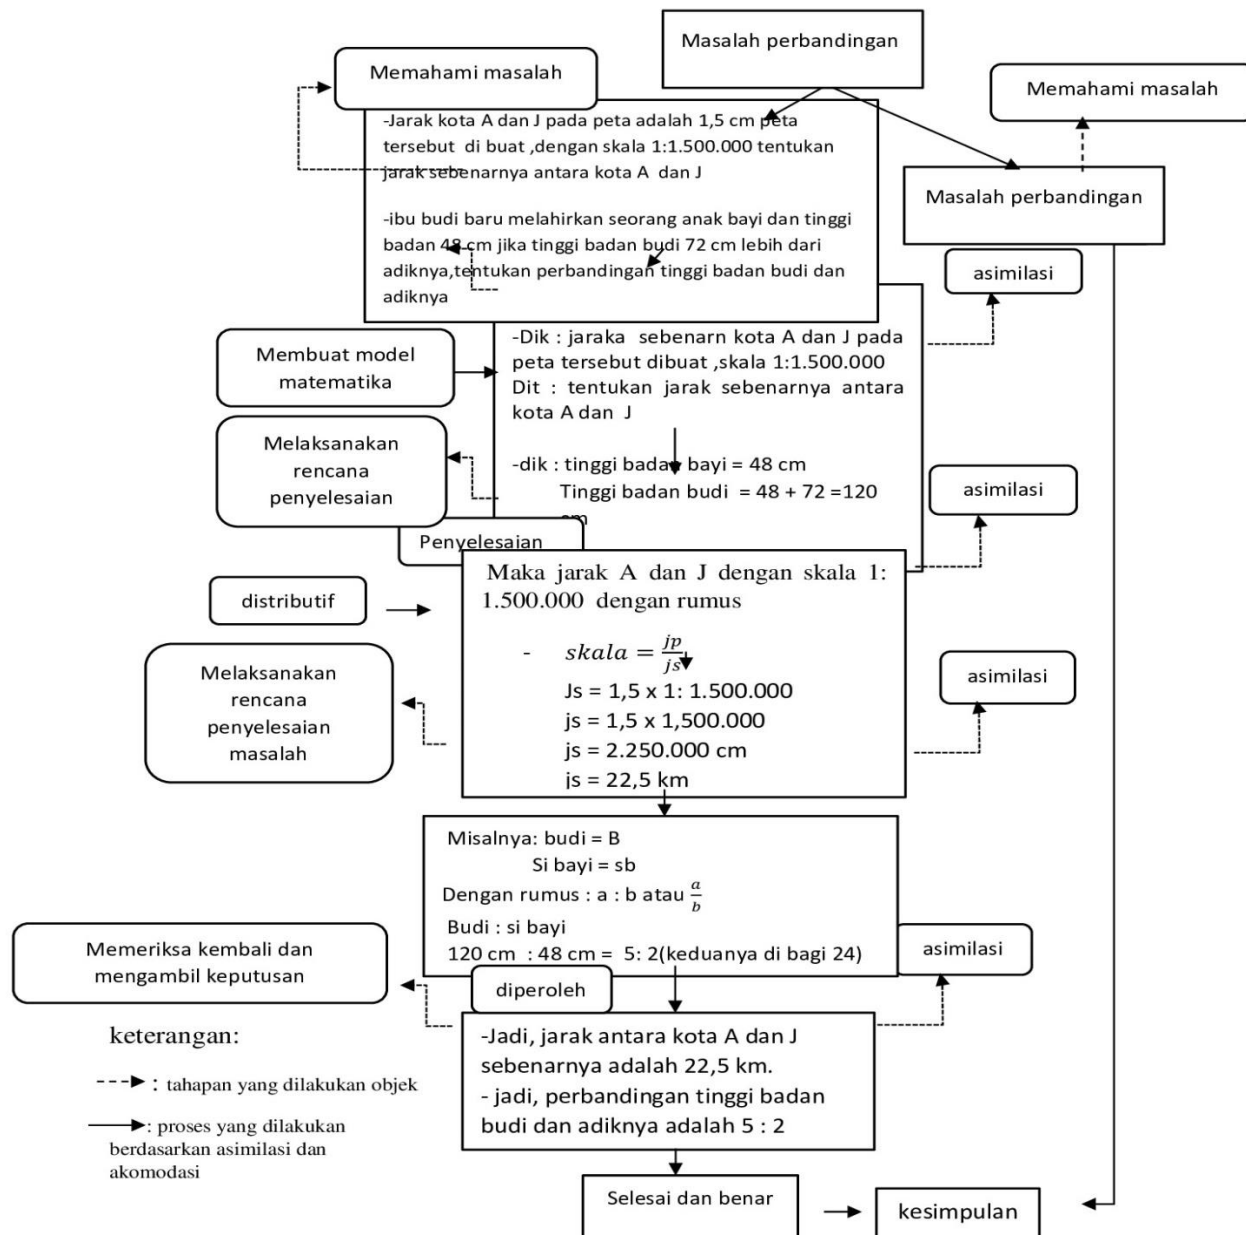 Masalah perbandingan
Memahami masalah
Memahami masalah
-Jarak kota A dan J pada peta adalah 1,5 cm peta
tersebut di buat ,dengan skala 1:1.500.000 tentukan
jarak sebenarnya antara kota A dan J
-ibu budi baru melahirkan seorang anak bayi dan tinggi
badan 48 cm jika tinggi badan budi 72 cm lebih dari
adiknya,tentukan perbandingan tinggi badan budi dan
adiknya
Masalah perbandingan
asimilasi
Membuat model
matematika
-Dik : jaraka sebenarn kota A dan J pada
peta tersebut dibuat ,skala 1:1.500.000
Dit : tentukan jarak sebenarnya antara
kota A dan J
Melaksanakan
rencana
penyelesaian
-dik : tinggi badan bayi = 48 cm
Tinggi badan budi = 48 + 72 =120
cm
asimilasi
Penyelesaian
distributif
Maka jarak A dan J dengan skala 1:
1.500.000 dengan rumus
- skala = jp/js
Js = 1,5 x 1: 1.500.000
js = 1,5 x 1,500.000
js = 2.250.000 cm
js = 22,5 km
Melaksanakan
rencana
penyelesaian
masalah
asimilasi
Misalnya: budi = B
Si bayi = sb
Dengan rumus : a : b atau a/b
Budi : si bayi
120 cm : 48 cm = 5: 2(keduanya di bagi 24)
Memeriksa kembali dan
mengambil keputusan
asimilasi
diperoleh
-Jadi, jarak antara kota A dan J
sebenarnya adalah 22,5 km.
- jadi, perbandingan tinggi badan
budi dan adiknya adalah 5 : 2
keterangan:
: tahapan yang dilakukan objek
: proses yang dilakukan
berdasarkan asimilasi dan
akomodasi
Selesai dan benar
kesimpulan